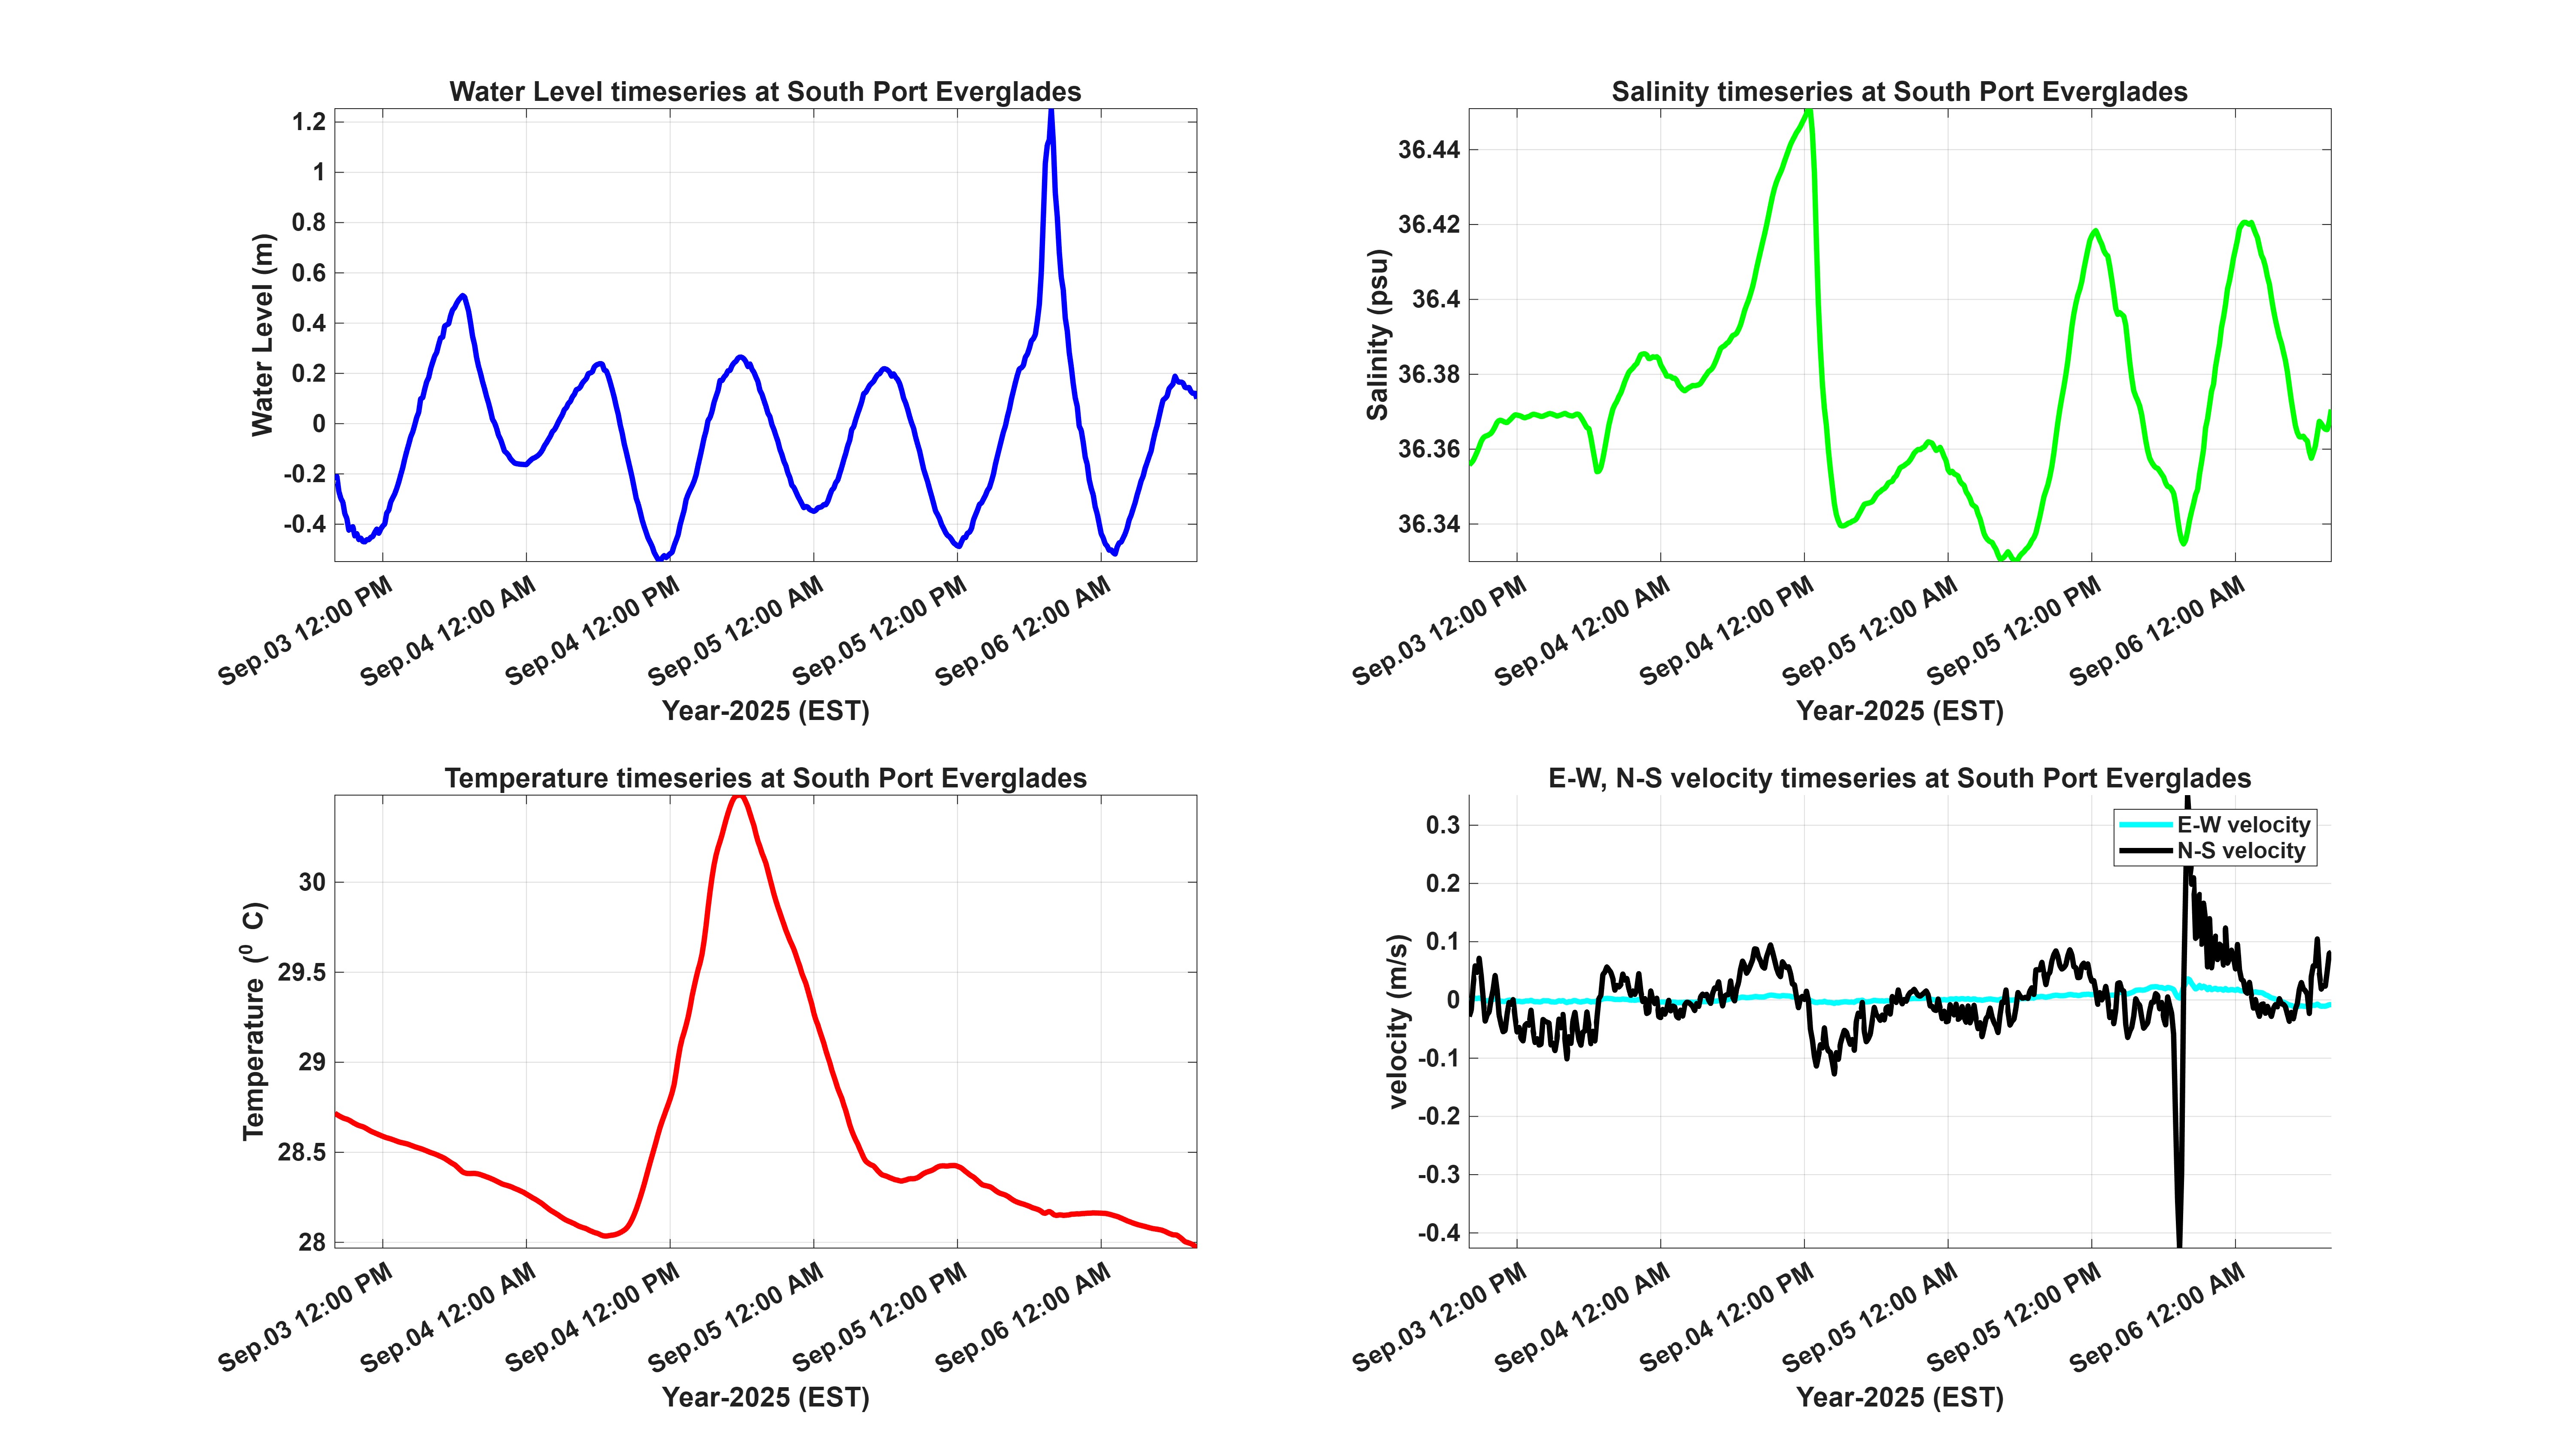 Water Level timeseries at South Port Everglades
Water Level (m)
1.2
1
0.8
0.6
0.4
0.2
0
-0.2
-0.4
Sep.03 12:00 PM
Sep.04 12:00 AM
Sep.04 12:00 PM
Sep.05 12:00 AM
Sep.05 12:00 PM
Sep.06 12:00 AM
Year-2025 (EST)
Salinity timeseries at South Port Everglades
Salinity (psu)
36.44
36.42
36.4
36.38
36.36
36.34
Sep.03 12:00 PM
Sep.04 12:00 AM
Sep.04 12:00 PM
Sep.05 12:00 AM
Sep.05 12:00 PM
Sep.06 12:00 AM
Year-2025 (EST)
Temperature timeseries at South Port Everglades
Temperature (⁰ C)
30
29.5
29
28.5
28
Sep.03 12:00 PM
Sep.04 12:00 AM
Sep.04 12:00 PM
Sep.05 12:00 AM
Sep.05 12:00 PM
Sep.06 12:00 AM
Year-2025 (EST)
E-W, N-S velocity timeseries at South Port Everglades
velocity (m/s)
0.3
0.2
0.1
0
-0.1
-0.2
-0.3
-0.4
E-W velocity
N-S velocity
Sep.03 12:00 PM
Sep.04 12:00 AM
Sep.04 12:00 PM
Sep.05 12:00 AM
Sep.05 12:00 PM
Sep.06 12:00 AM
Year-2025 (EST)